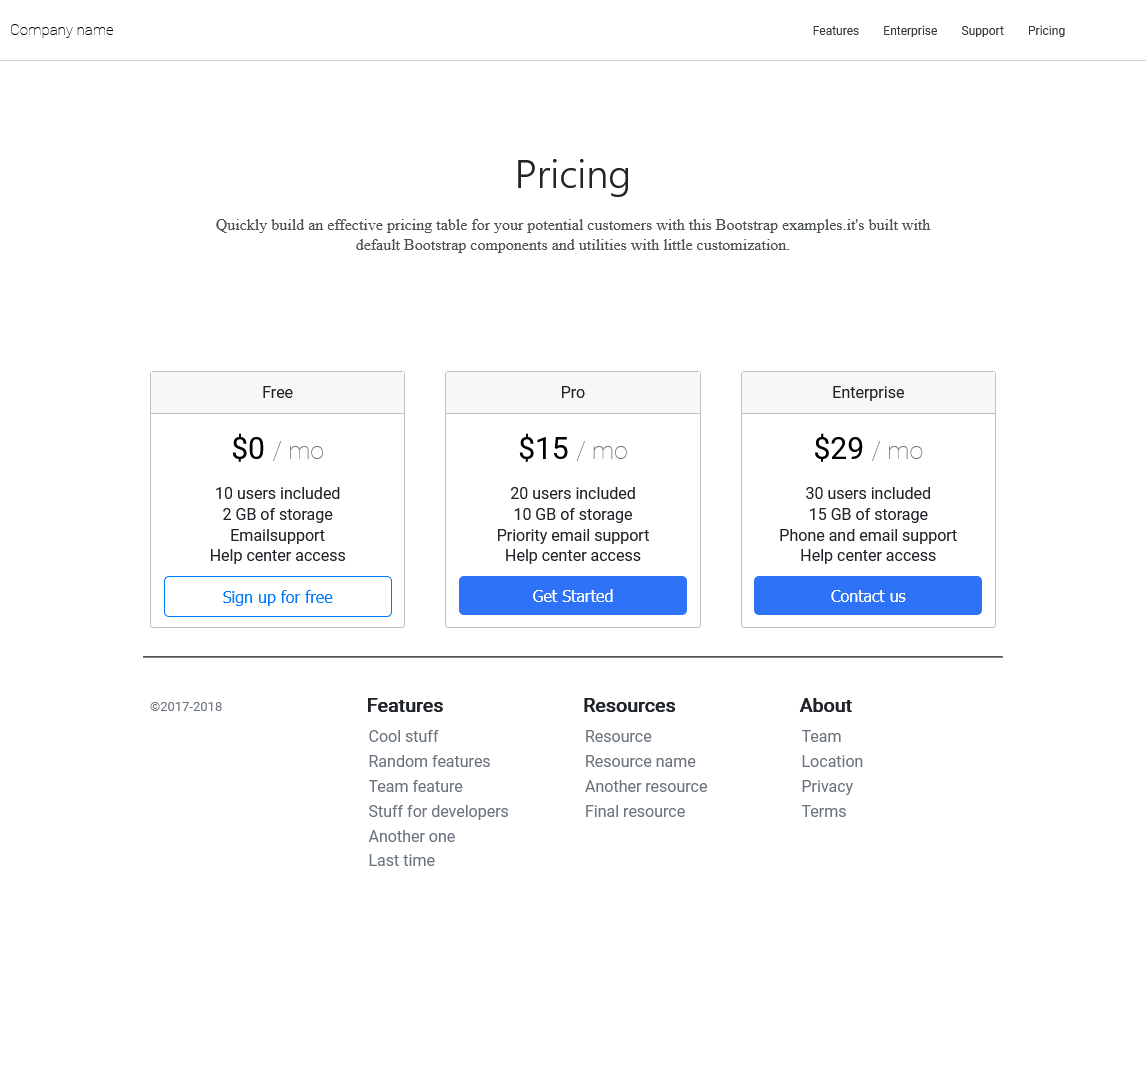 Company name
Features Enterprise Support Pricing
Pricing
Quickly build an effective pricing table for your potential customers with this Bootstrap examples.it's built with
default Bootstrap components and utilities with little customization.
Free
$0 / mo
10 users included
2 GB of storage
Emailsupport
Help center access
Sign up for free
Pro
$15 / mo
20 users included
10 GB of storage
Priority email support
Help center access
Get Started
Enterprise
$29 / mo
30 users included
15 GB of storage
Phone and email support
Help center access
Contact us
©2017-2018
Features
Cool stuff
Random features
Team feature
Stuff for developers
Another one
Last time
Resources
Resource
Resource name
Another resource
Final resource
About
Team
Location
Privacy
Terms